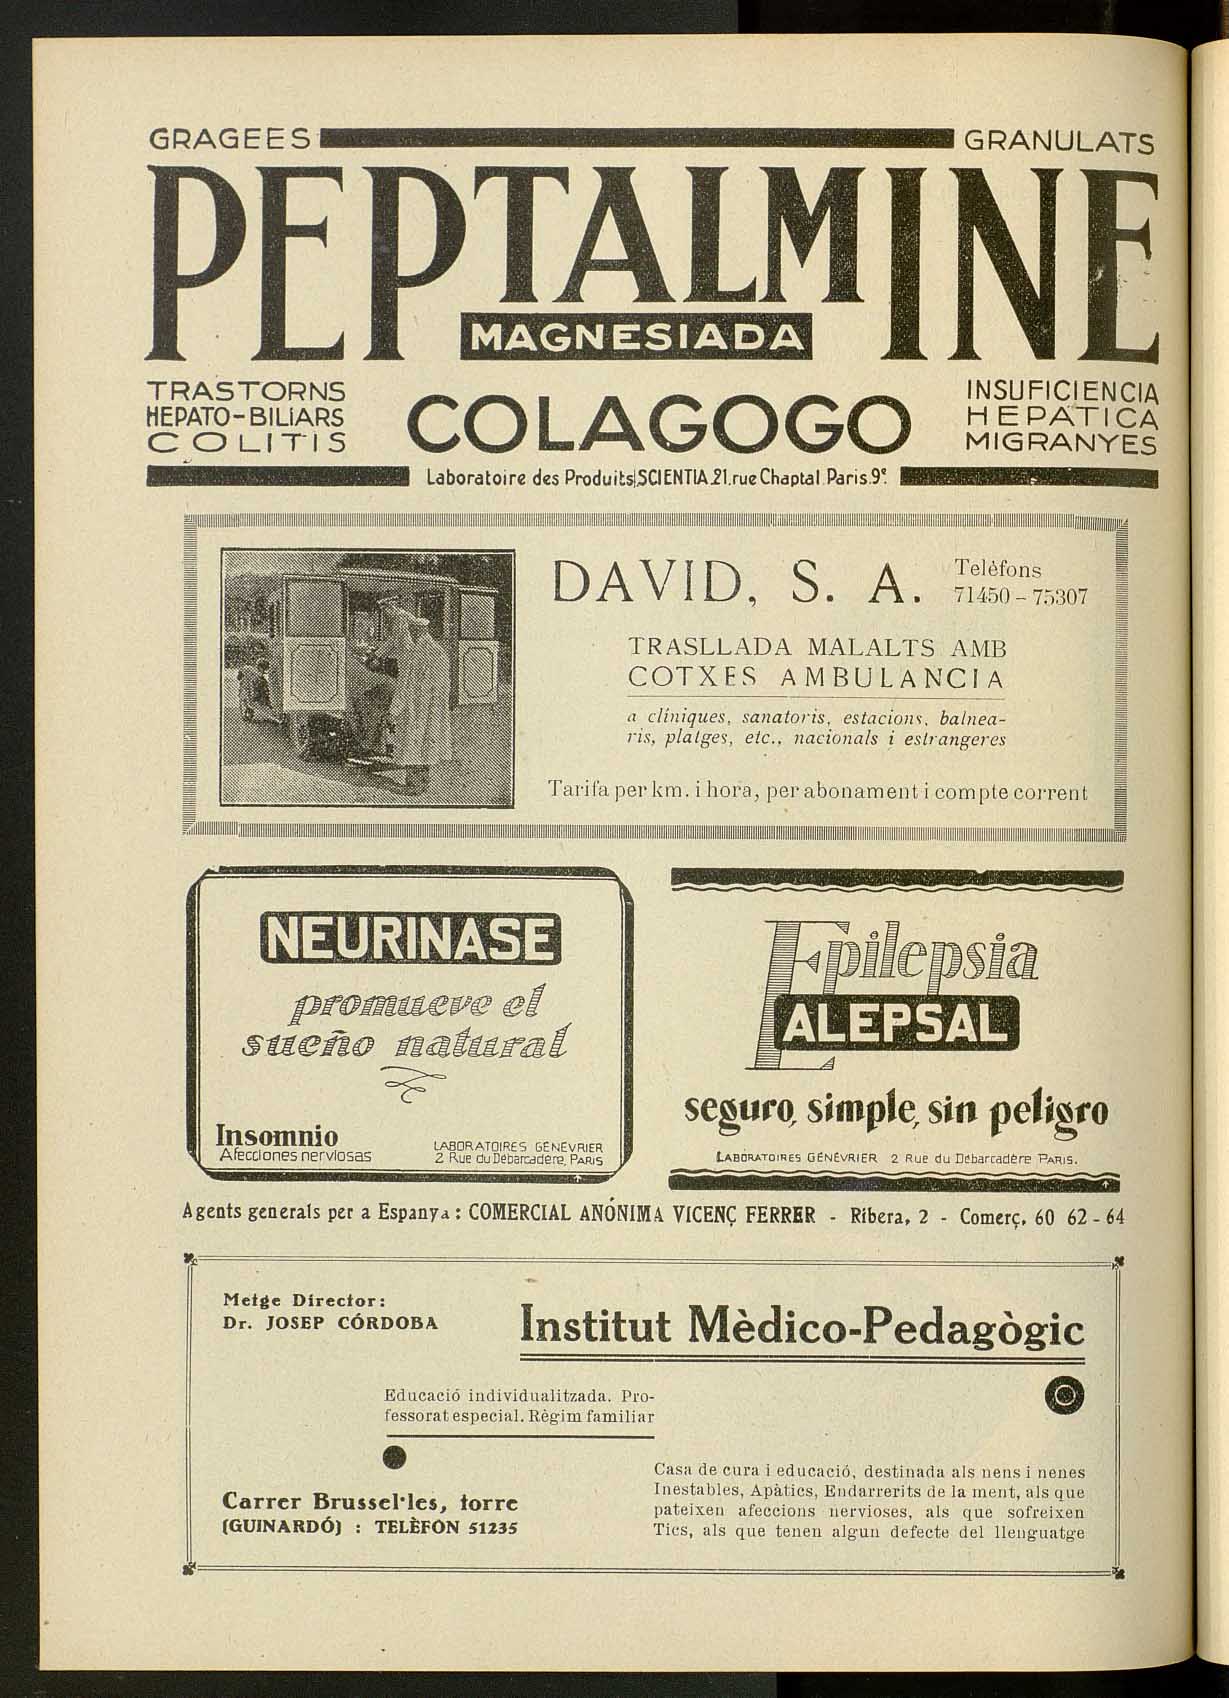 GRAGEES GRANULATS
PEPTALMINE
MAGNESIADA
TRASTORNS
HEPATO-BILIARS
COLITIS
COLAGOGO
INSUFICIENCIA
HEPATICA
MIGRANYES
Laboratoire des Produits SCIENTIA.21.rue Chaptal.Paris.9e.
DAVID, S. A.
Telèfons
71450 - 75307
TRASLLADA MALALTS AMB
COTXES AMBULANCIA
a clíniques, sanatoris, estacions, balnea-
ris, platges, etc., nacionals i estrangeres
Tarifa per km. i hora, per abonament i compte corrent
NEURINASE
promueve el
sueño natural
Insomnio
Afecciones nerviosas
LABORATOIRES GÉNÉVRIER
2 Rue du Débarcadère, PARIS
Epilepsia
ALEPSAL
seguro, simple, sin peligro
LABORATOIRES GÉNÉVRIER 2 Rue du Débarcadère PARIS.
Agents generals per a Espanya: COMERCIAL ANÓNIMA VICENÇ FERRER - Ribera, 2 - Comerç, 60 62 - 64
Metge Director:
Dr. JOSEP CÓRDOBA
Institut Mèdico-Pedagògic
Educació individualitzada. Pro-
fessorat especial. Règim familiar
Carrer Brussel·les, torre
(GUINARDÓ) : TELÈFON 51235
Casa de cura i educació, destinada als nens i nenes
Inestables, Apàtics, Endarrerits de la ment, als que
pateixen afeccions nervioses, als que sofreixen
Tics, als que tenen algun defecte del llenguatge